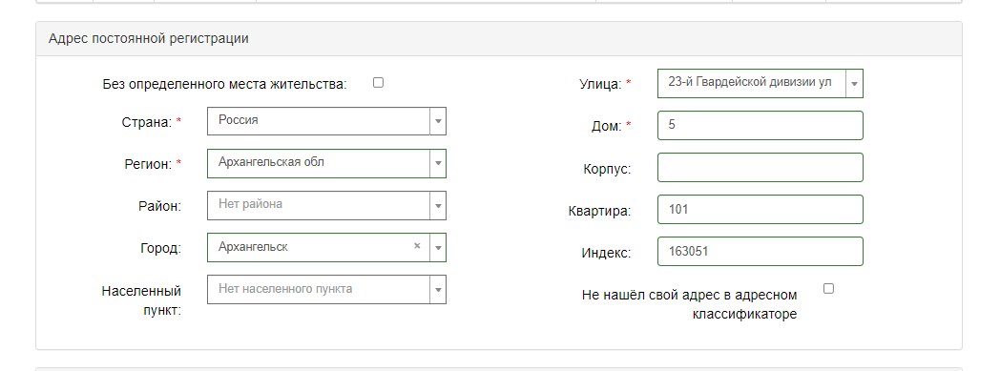 Адрес постоянной регистрации
Без определенного места жительства:
Страна: *
Россия
Регион: *
Архангельская обл
Район:
Нет района
Город:
Архангельск ×
Населенный
пункт:
Нет населенного пункта
Улица: *
23-й Гвардейской дивизии ул
Дом: *
5
Корпус:
Квартира:
101
Индекс:
163051
Не нашёл свой адрес в адресном
классификаторе